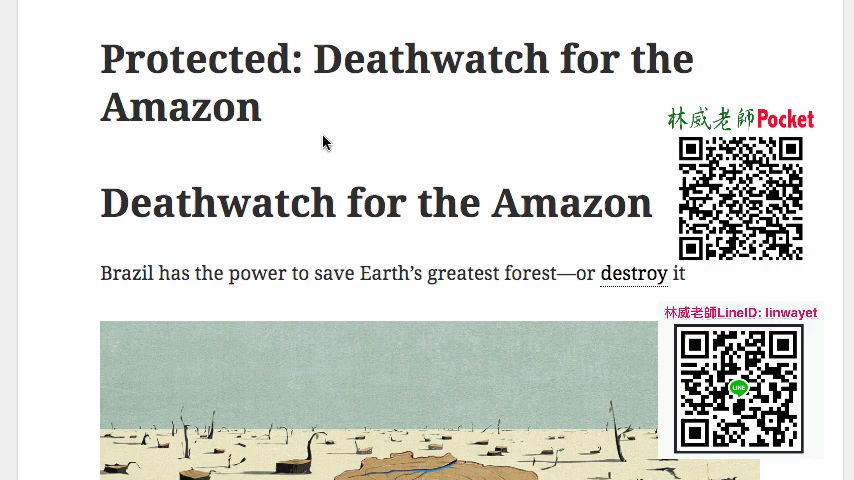 Protected: Deathwatch for the
Amazon
林威老師Pocket
Deathwatch for the Amazon
Brazil has the power to save Earth’s greatest forest—or destroy it
林威老師LineID: linwayet
LINE